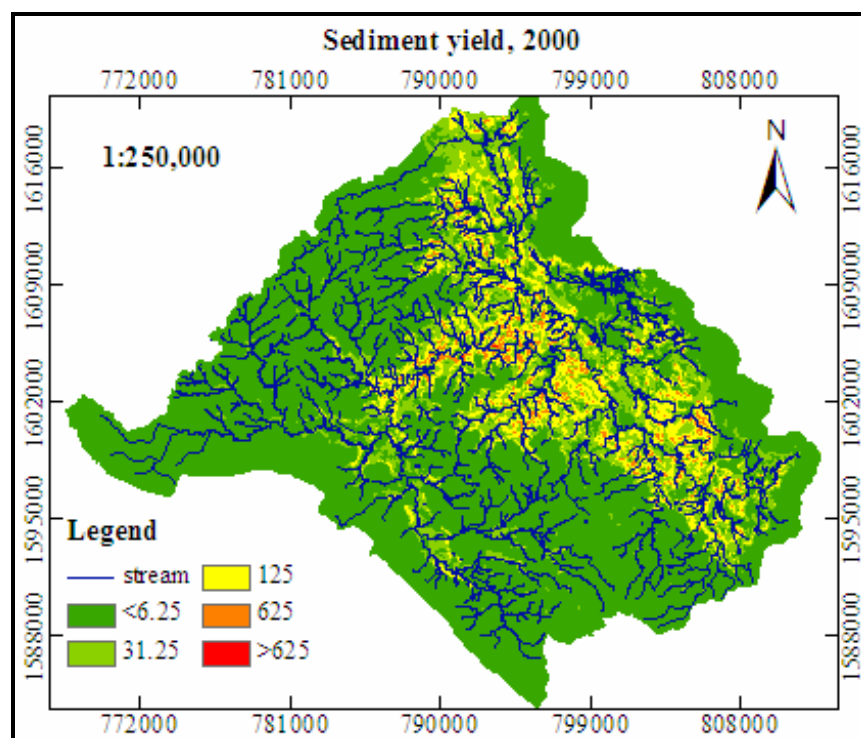 Sediment yield, 2000
772000 781000 790000 799000 808000
N
1:250,000
1616000 1616000
1609000 1609000
1602000 1602000
1595000 1595000
1588000 1588000
Legend
stream 125
<6.25 625
31.25 >625
772000 781000 790000 799000 808000